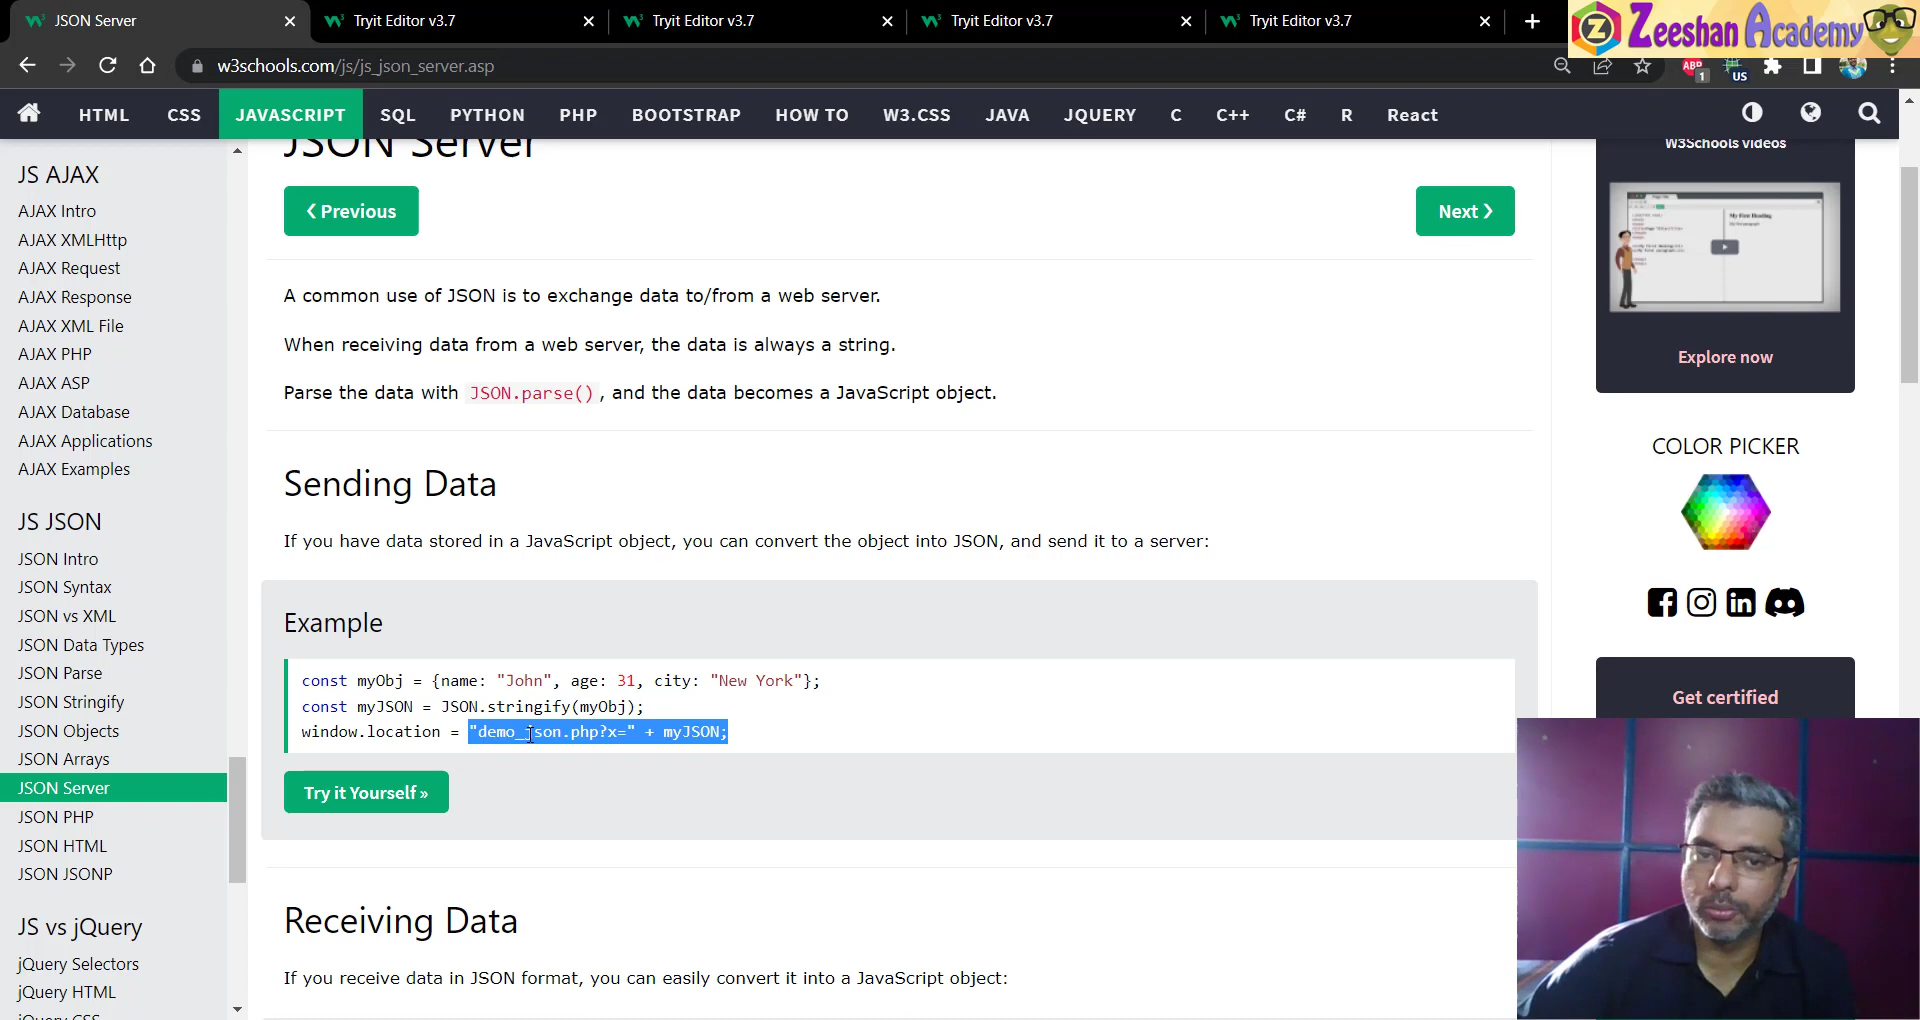 JSON Server
Tryit Editor v3.7
Tryit Editor v3.7
Tryit Editor v3.7
Tryit Editor v3.7
Zeeshan Academy
w3schools.com/js/js_json_server.asp
ABP
1
US
HTML
CSS
JAVASCRIPT
SQL
PYTHON
PHP
BOOTSTRAP
HOW TO
W3.CSS
JAVA
JQUERY
C
C++
C#
R
React
JS AJAX
AJAX Intro
AJAX XMLHttp
AJAX Request
AJAX Response
AJAX XML File
AJAX PHP
AJAX ASP
AJAX Database
AJAX Applications
AJAX Examples
JS JSON
JSON Intro
JSON Syntax
JSON vs XML
JSON Data Types
JSON Parse
JSON Stringify
JSON Objects
JSON Arrays
JSON Server
JSON PHP
JSON HTML
JSON JSONP
JS vs jQuery
jQuery Selectors
jQuery HTML
jQuery CSS
JSON Server
❮ Previous
Next ❯
A common use of JSON is to exchange data to/from a web server.
When receiving data from a web server, the data is always a string.
Parse the data with JSON.parse(), and the data becomes a JavaScript object.
Sending Data
If you have data stored in a JavaScript object, you can convert the object into JSON, and send it to a server:
Example
const myObj = {name: "John", age: 31, city: "New York"};
const myJSON = JSON.stringify(myObj);
window.location = "demo_json.php?x=" + myJSON;
Try it Yourself »
Receiving Data
If you receive data in JSON format, you can easily convert it into a JavaScript object:
W3Schools videos
My First Heading
Explore now
COLOR PICKER
Get certified